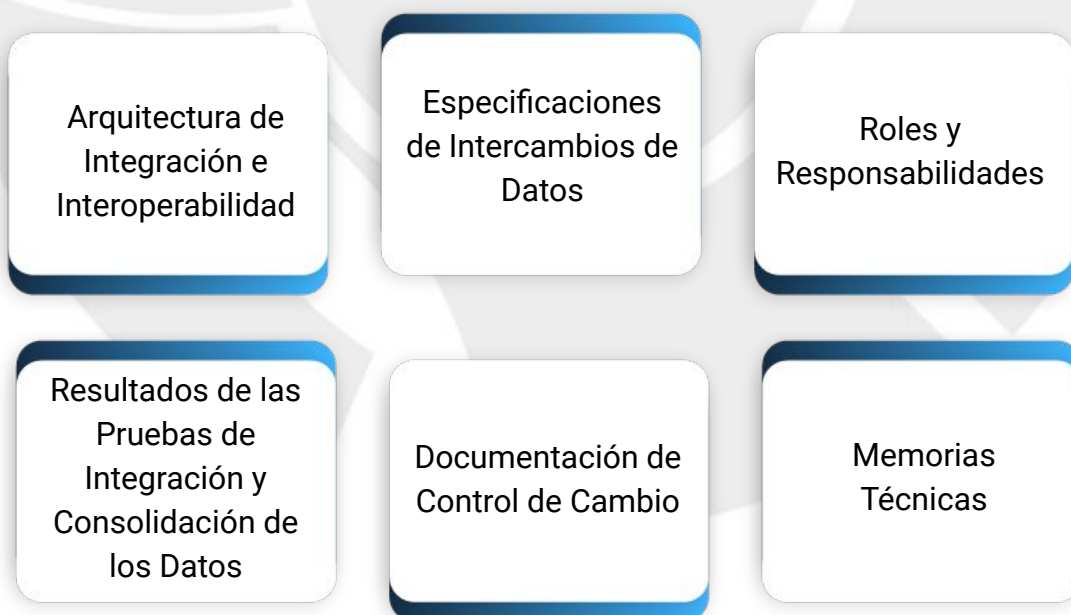 Arquitectura de
Integración e
Interoperabilidad
Especificaciones
de Intercambios de
Datos
Roles y
Responsabilidades
Resultados de las
Pruebas de
Integración y
Consolidación de
los Datos
Documentación de
Control de Cambio
Memorias
Técnicas